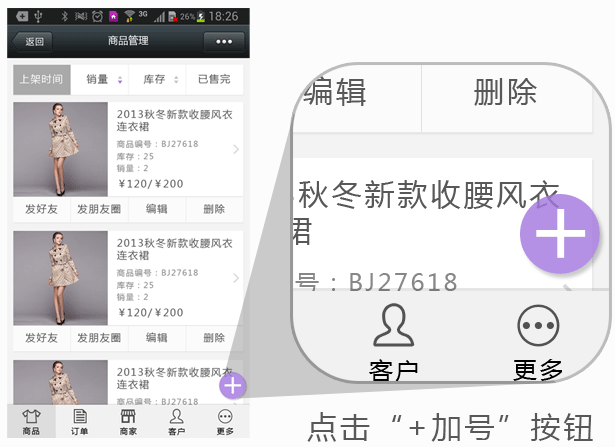 3G 26% 18:26
返回 商品管理
上架时间 销量 库存 已售完
2013秋冬新款收腰风衣
连衣裙
商品编号：BJ27618
库存：25
销量：2
￥120/￥200
发好友 发朋友圈 编辑 删除
2013秋冬新款收腰风衣
连衣裙
商品编号：BJ27618
库存：25
销量：2
￥120/￥200
发好友 发朋友圈 编辑 删除
2013秋冬新款收腰风衣
连衣裙
商品 订单 商家 客户 更多
编辑 删除
秋冬新款收腰风衣
裙
号：BJ27618
客户 更多
点击“+加号”按钮